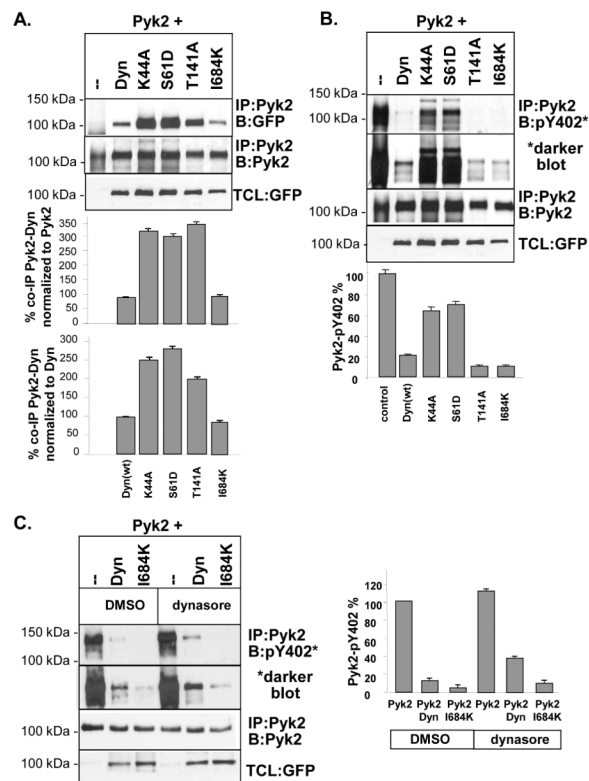 A.
Pyk2 +
-- Dyn K44A S61D T141A I684K
150 kDa -
100 kDa -
IP:Pyk2
B:GFP
100 kDa -
IP:Pyk2
B:Pyk2
100 kDa -
TCL:GFP
% co-IP Pyk2-Dyn
normalized to Pyk2
350
300
250
200
150
100
50
0
% co-IP Pyk2-Dyn
normalized to Dyn
300
250
200
150
100
50
0
Dyn(wt) K44A S61D T141A I684K
B.
Pyk2 +
-- Dyn K44A S61D T141A I684K
150 kDa -
100 kDa -
IP:Pyk2
B:pY402*
*darker
blot
100 kDa -
IP:Pyk2
B:Pyk2
100 kDa -
TCL:GFP
Pyk2-pY402 %
100
80
60
40
20
0
control Dyn(wt) K44A S61D T141A I684K
C.
Pyk2 +
-- Dyn I684K -- Dyn I684K
DMSO dynasore
150 kDa -
100 kDa -
IP:Pyk2
B:pY402*
*darker
blot
100 kDa -
IP:Pyk2
B:Pyk2
100 kDa -
TCL:GFP
Pyk2-pY402 %
120
100
80
60
40
20
0
Pyk2 Pyk2 Pyk2 Pyk2 Pyk2 Pyk2
Dyn I684K Dyn I684K
DMSO dynasore